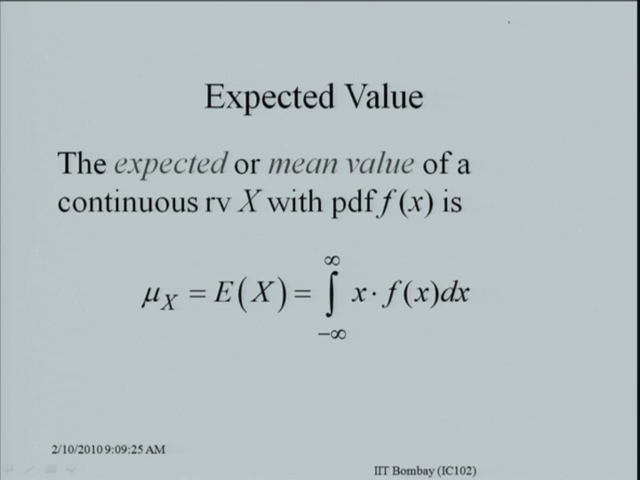 Expected Value
The expected or mean value of a
continuous rv X with pdf f (x) is
μ_X = E(X) = ∫_{-∞}^{∞} x · f(x)dx
2/10/2010 9:09:25 AM
IIT Bombay (IC102)